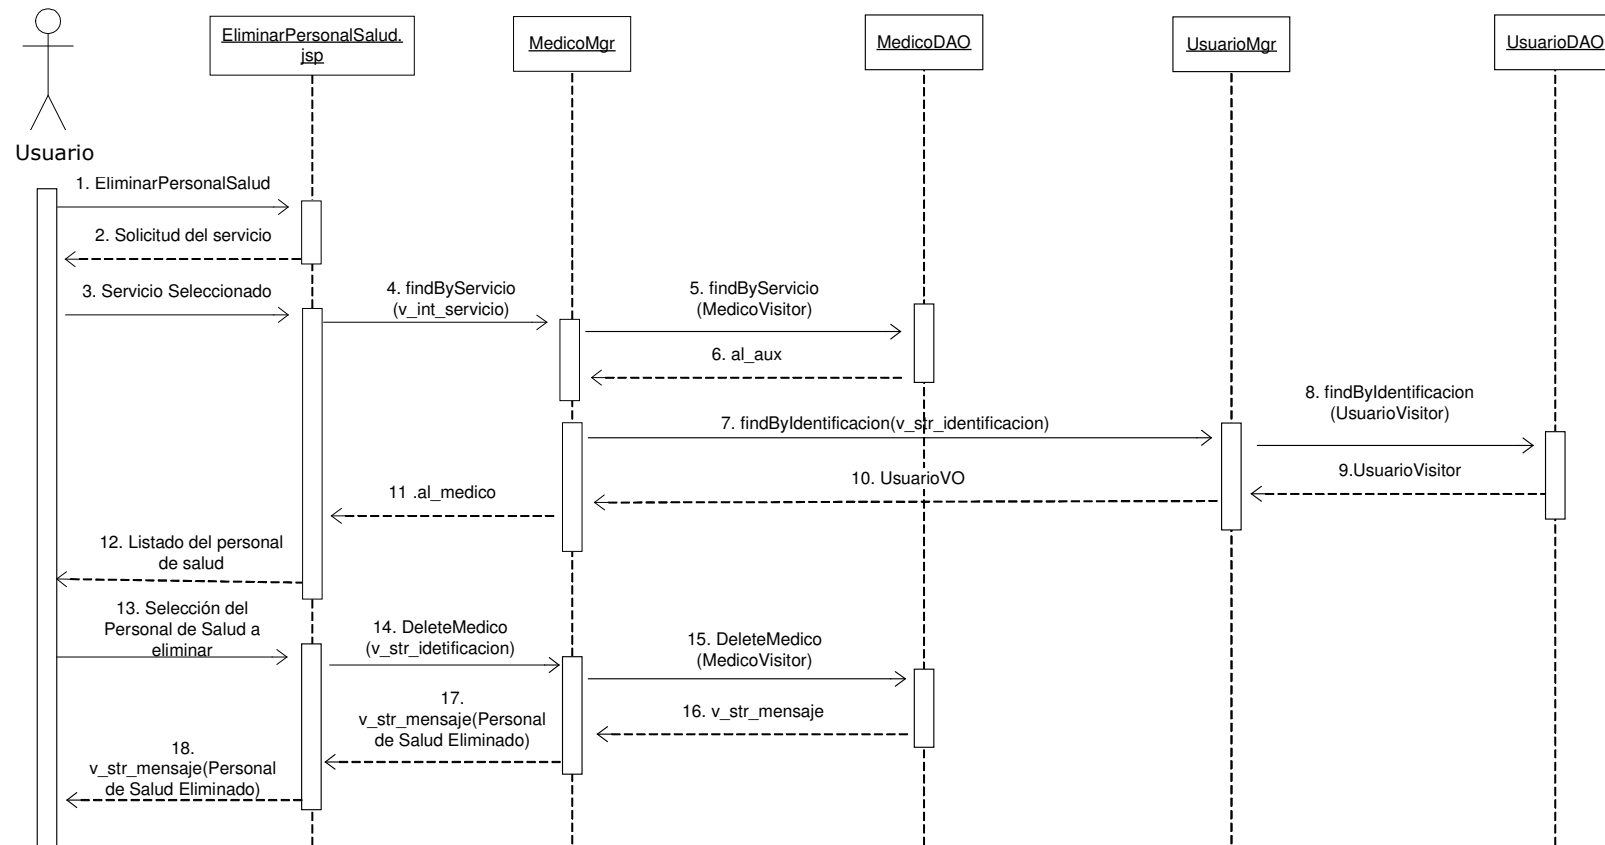 EliminarPersonalSalud.
jsp
MedicoMgr
MedicoDAO
UsuarioMgr
UsuarioDAO
Usuario
1. EliminarPersonalSalud
2. Solicitud del servicio
3. Servicio Seleccionado
4. findByServicio
(v_int_servicio)
5. findByServicio
(MedicoVisitor)
6. al_aux
7. findByIdentificacion(v_str_identificacion)
8. findByIdentificacion
(UsuarioVisitor)
9.UsuarioVisitor
10. UsuarioVO
11 .al_medico
12. Listado del personal
de salud
13. Selección del
Personal de Salud a
eliminar
14. DeleteMedico
(v_str_idetificacion)
15. DeleteMedico
(MedicoVisitor)
16. v_str_mensaje
17.
v_str_mensaje(Personal
de Salud Eliminado)
18.
v_str_mensaje(Personal
de Salud Eliminado)